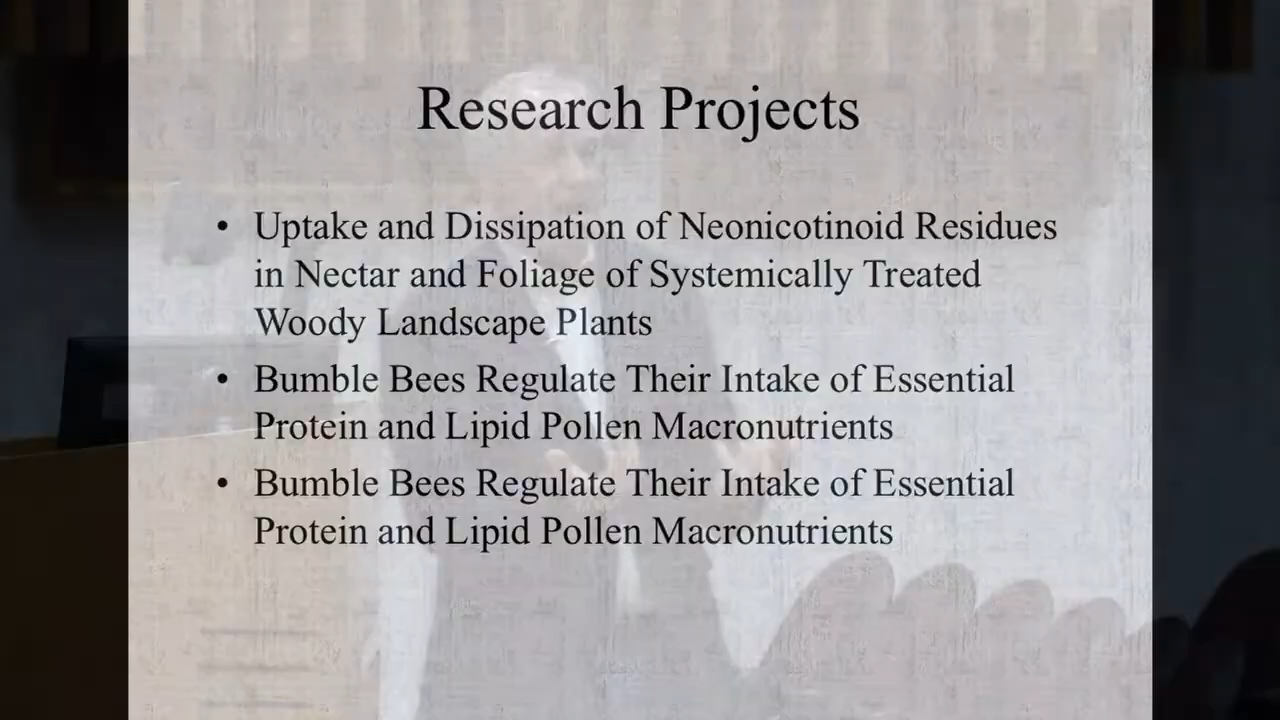 Research Projects
• Uptake and Dissipation of Neonicotinoid Residues
in Nectar and Foliage of Systemically Treated
Woody Landscape Plants
• Bumble Bees Regulate Their Intake of Essential
Protein and Lipid Pollen Macronutrients
• Bumble Bees Regulate Their Intake of Essential
Protein and Lipid Pollen Macronutrients